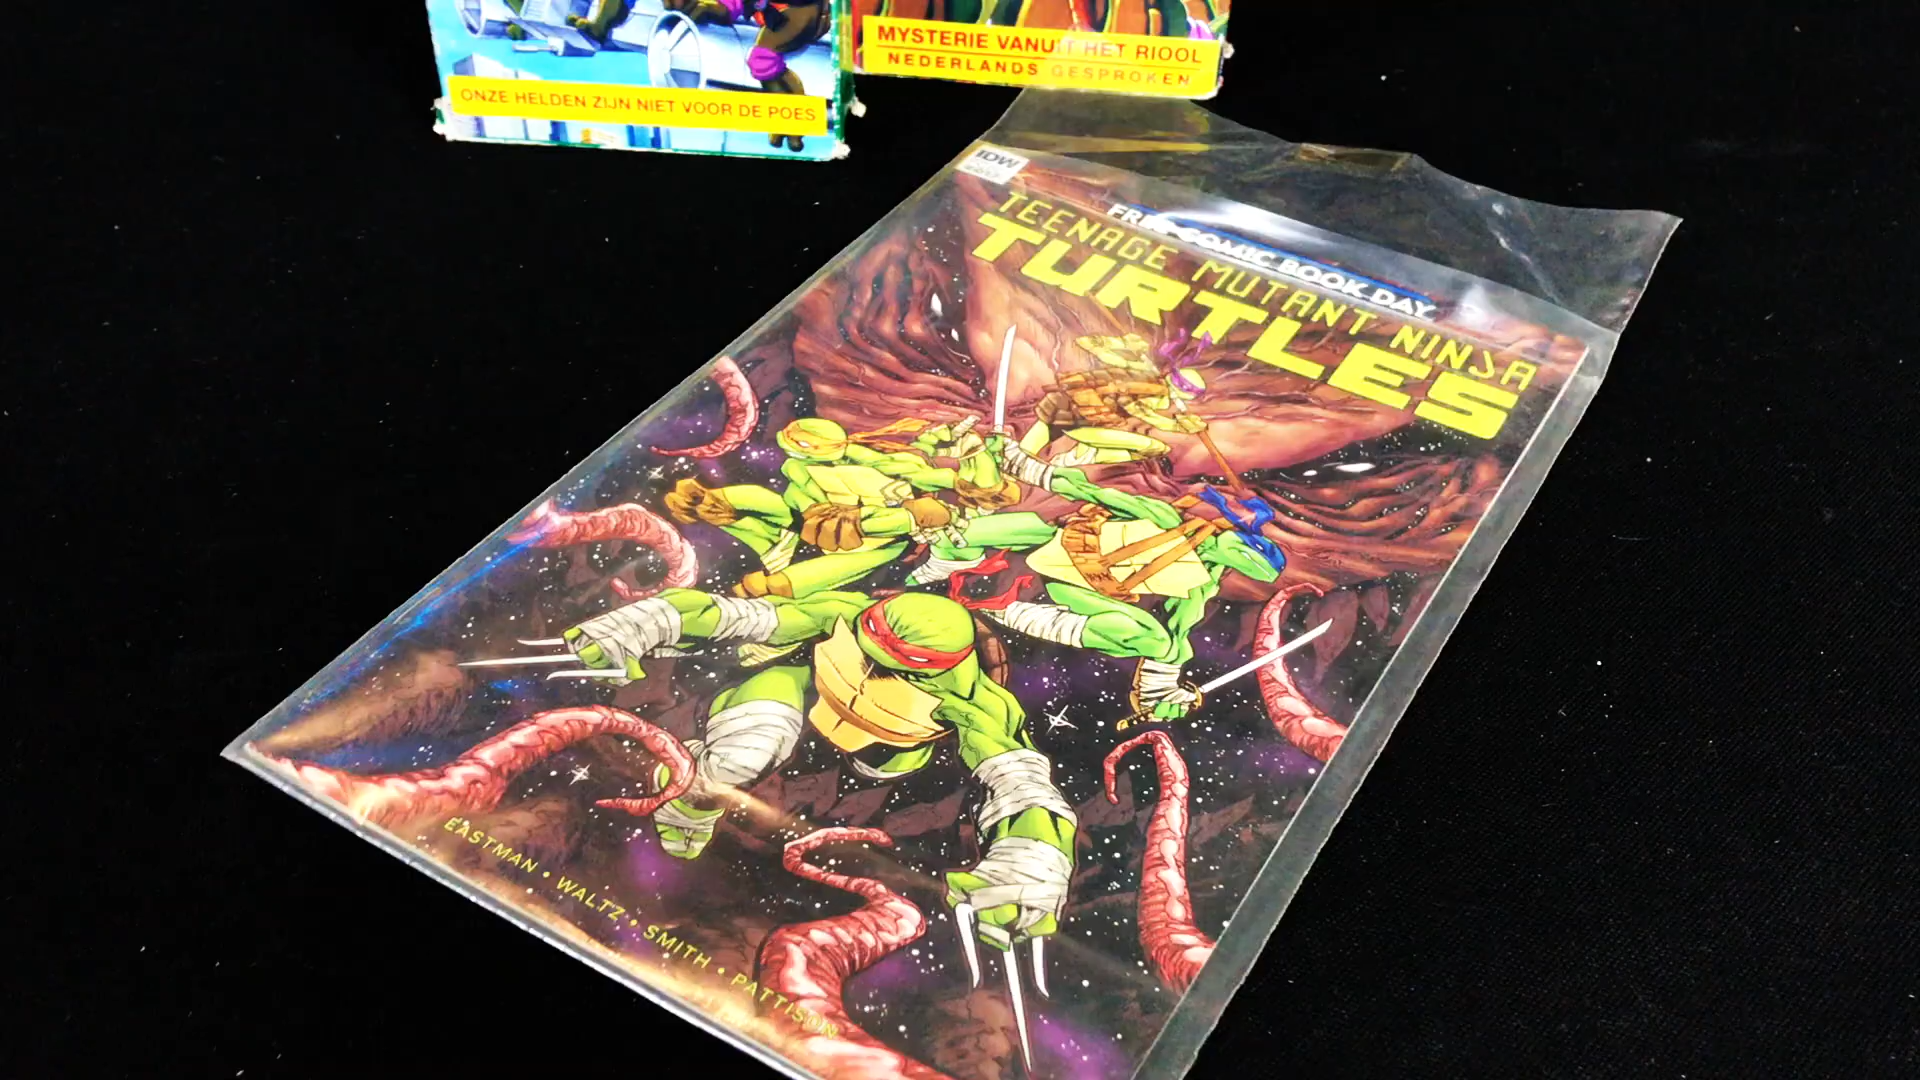 ONZE HELDEN ZIJN NIET VOOR DE POES
MYSTERIE VANUIT HET RIOOL
NEDERLANDS GESPROKEN
IDW
FREE COMIC BOOK DAY
TEENAGE MUTANT NINJA
TURTLES
EASTMAN • WALTZ • SMITH • PATTISON